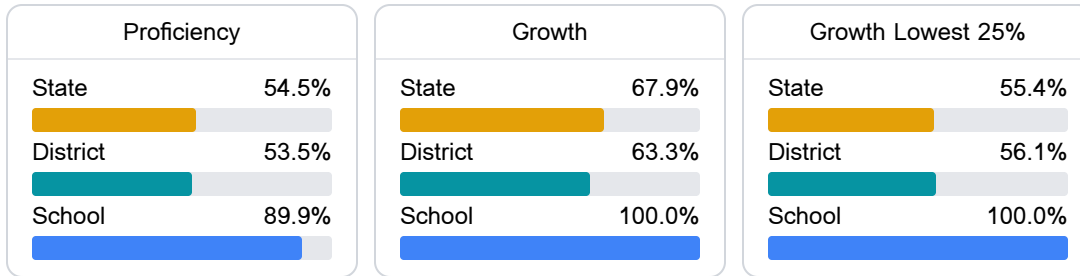 Proficiency
State 54.5%
District 53.5%
School 89.9%
Growth
State 67.9%
District 63.3%
School 100.0%
Growth Lowest 25%
State 55.4%
District 56.1%
School 100.0%